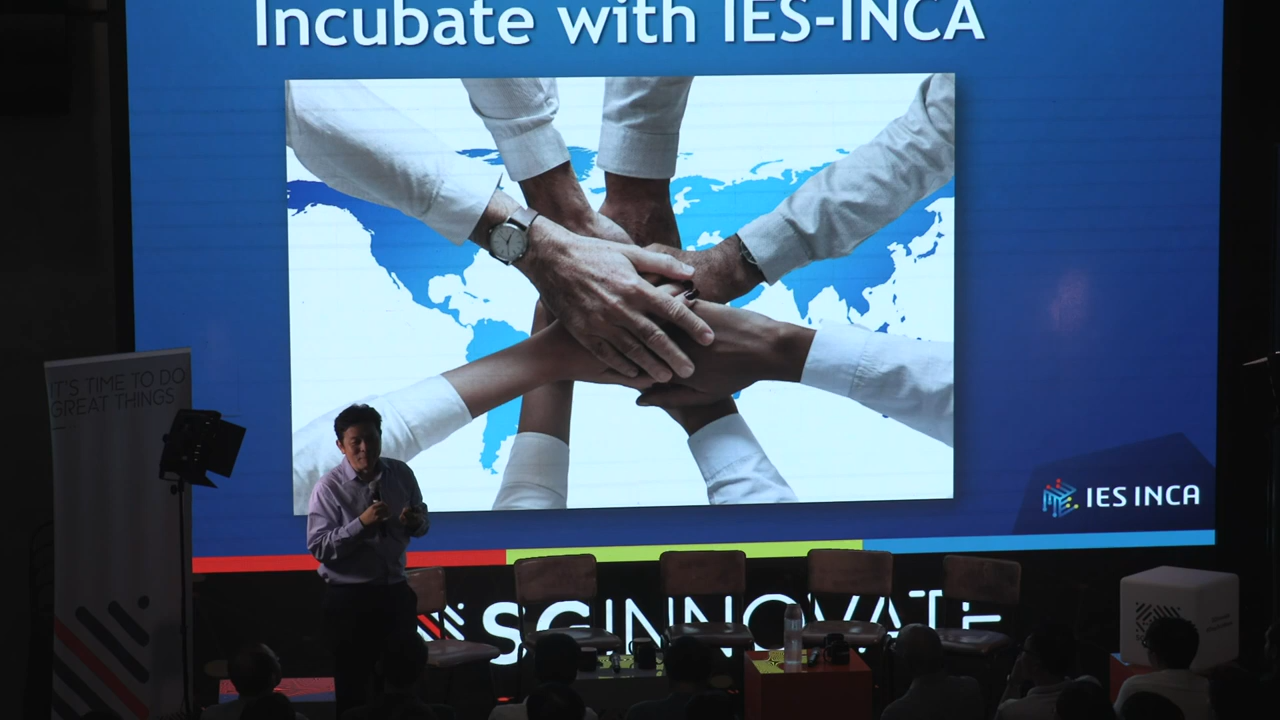 Incubate with IES-INCA
IT'S TIME TO DO
GREAT THINGS
IES INCA
SGINNOVATE